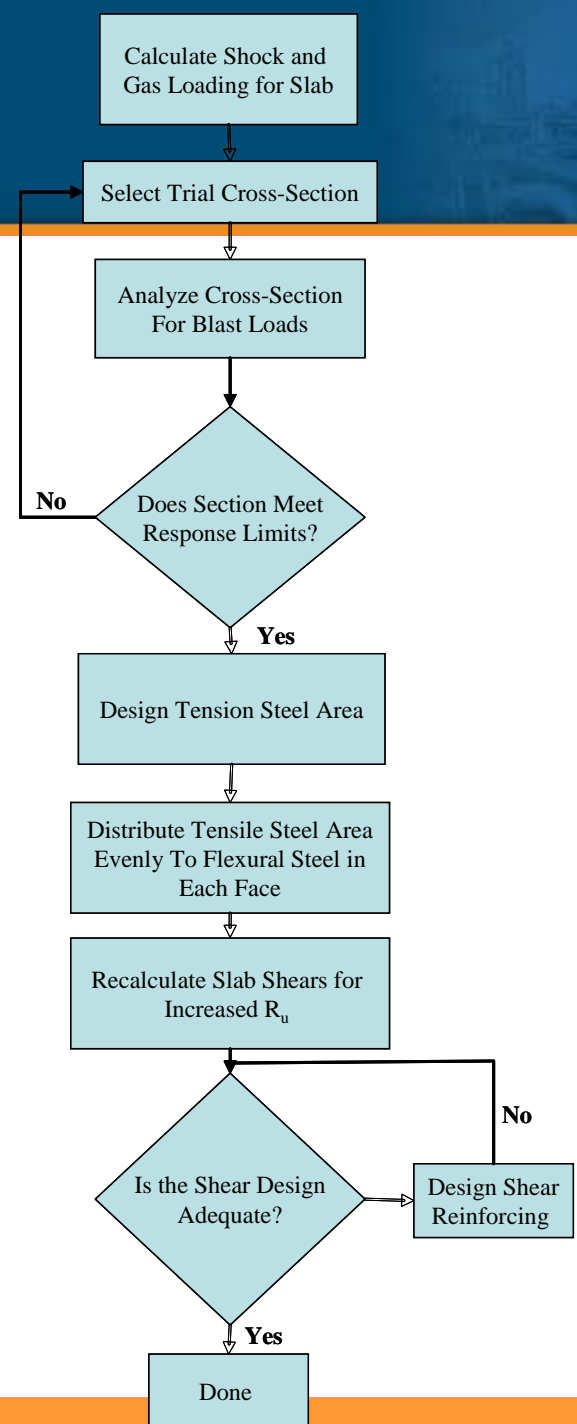 Calculate Shock and
Gas Loading for Slab
Select Trial Cross-Section
Analyze Cross-Section
For Blast Loads
No
Does Section Meet
Response Limits?
Yes
Design Tension Steel Area
Distribute Tensile Steel Area
Evenly To Flexural Steel in
Each Face
Recalculate Slab Shears for
Increased Ru
No
Is the Shear Design
Adequate?
Design Shear
Reinforcing
Yes
Done